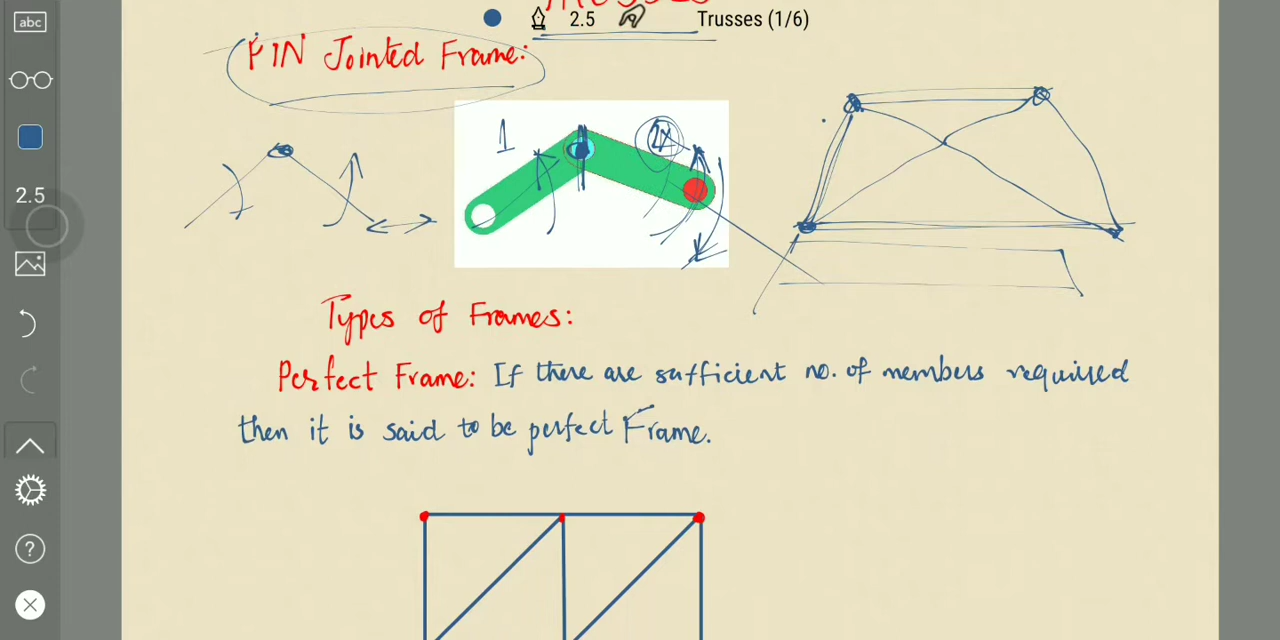 abc
2.5 Trusses (1/6)
PIN Jointed Frame:
1
2.5
Types of Frames:
Perfect Frame: If there are sufficient no. of members required
then it is said to be perfect Frame.
?